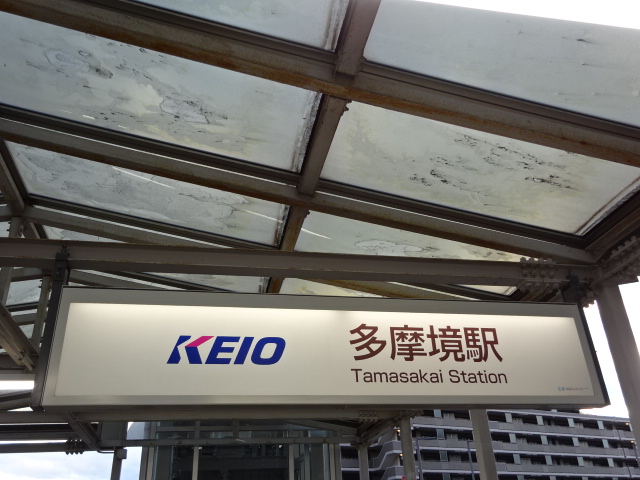 KEIO
多摩境駅
Tamasakai Station